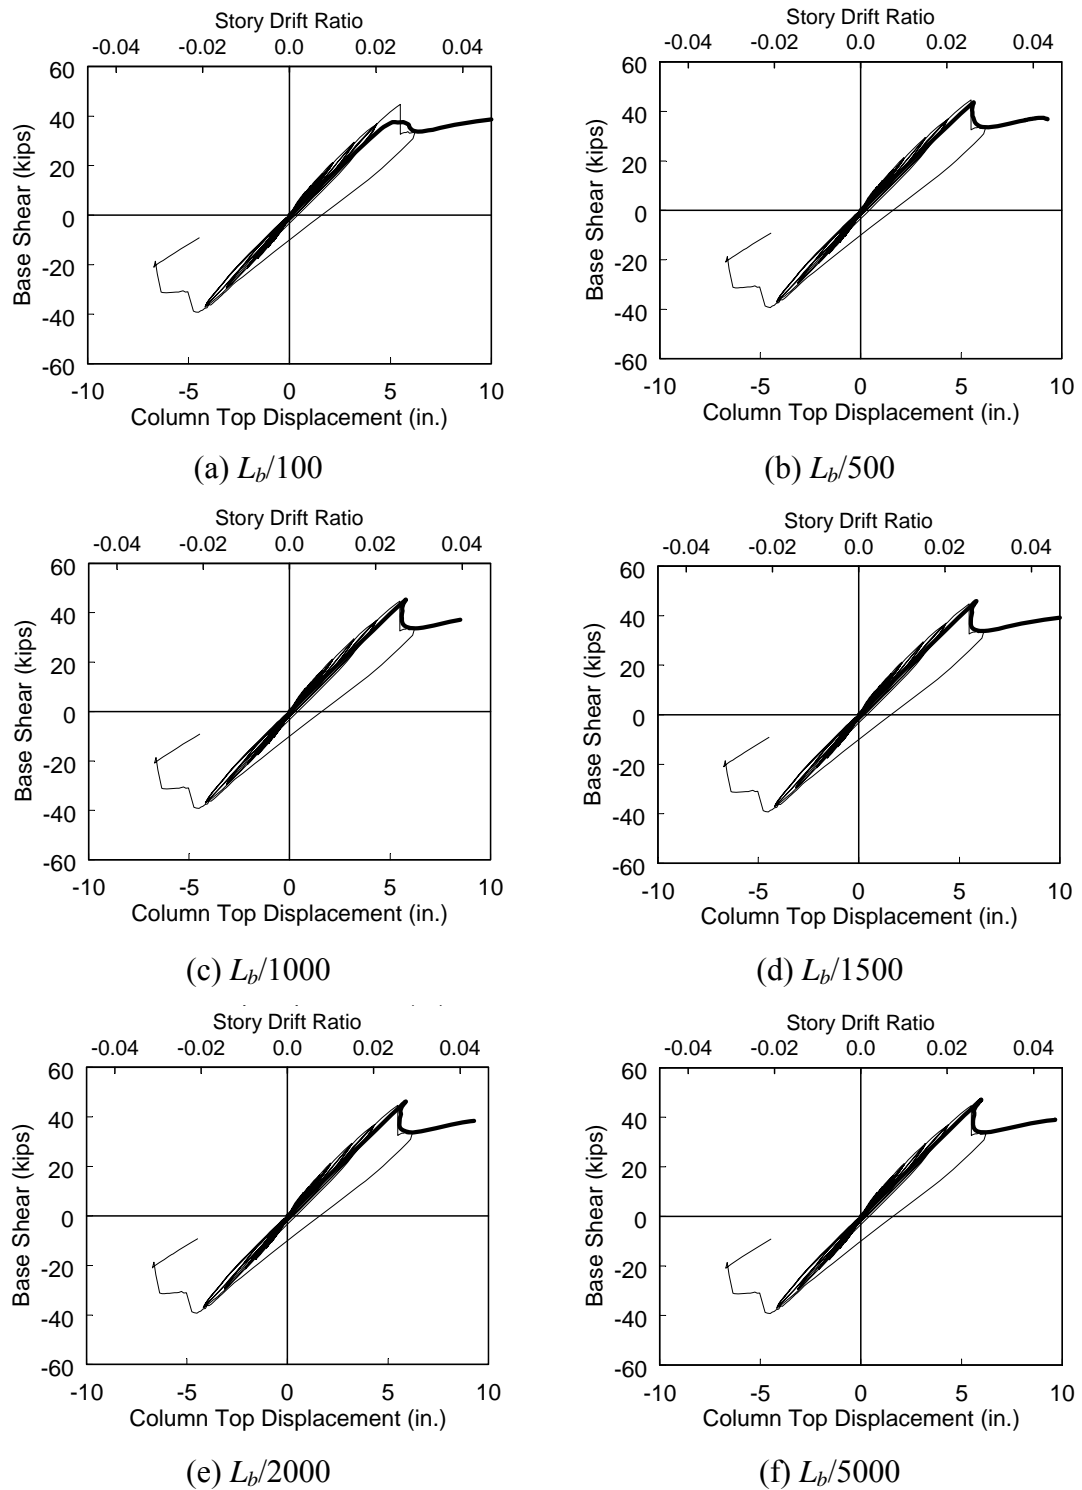 Story Drift Ratio
-0.04 -0.02 0.0 0.02 0.04
60
40
20
0
-20
-40
-60
Base Shear (kips)
-10 -5 0 5 10
Column Top Displacement (in.)
(a) Lb/100
Story Drift Ratio
-0.04 -0.02 0.0 0.02 0.04
60
40
20
0
-20
-40
-60
Base Shear (kips)
-10 -5 0 5 10
Column Top Displacement (in.)
(b) Lb/500
Story Drift Ratio
-0.04 -0.02 0.0 0.02 0.04
60
40
20
0
-20
-40
-60
Base Shear (kips)
-10 -5 0 5 10
Column Top Displacement (in.)
(c) Lb/1000
Story Drift Ratio
-0.04 -0.02 0.0 0.02 0.04
60
40
20
0
-20
-40
-60
Base Shear (kips)
-10 -5 0 5 10
Column Top Displacement (in.)
(d) Lb/1500
Story Drift Ratio
-0.04 -0.02 0.0 0.02 0.04
60
40
20
0
-20
-40
-60
Base Shear (kips)
-10 -5 0 5 10
Column Top Displacement (in.)
(e) Lb/2000
Story Drift Ratio
-0.04 -0.02 0.0 0.02 0.04
60
40
20
0
-20
-40
-60
Base Shear (kips)
-10 -5 0 5 10
Column Top Displacement (in.)
(f) Lb/5000